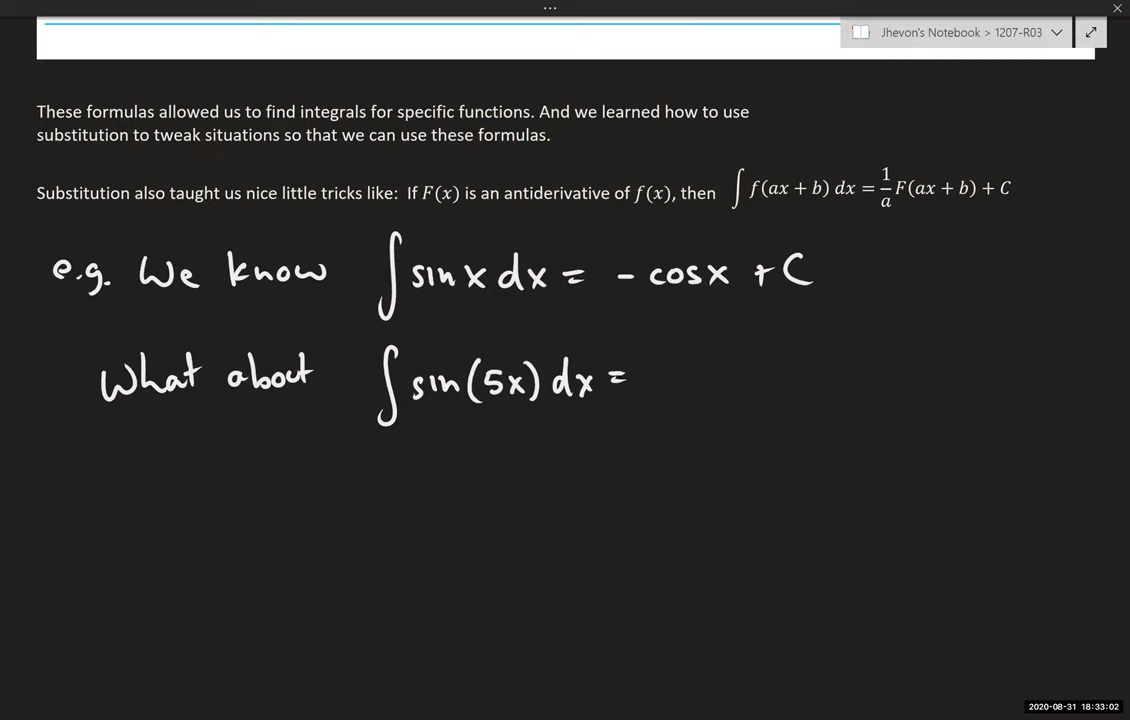 ...
Jhevon's Notebook > 1207-R03
These formulas allowed us to find integrals for specific functions. And we learned how to use
substitution to tweak situations so that we can use these formulas.
Substitution also taught us nice little tricks like: If F(x) is an antiderivative of f(x), then ∫ f(ax + b) dx = 1/a F(ax + b) + C
e.g. We know ∫ sin x dx = - cos x + C
What about ∫ sin(5x) dx =
2020-08-31 18:33:02